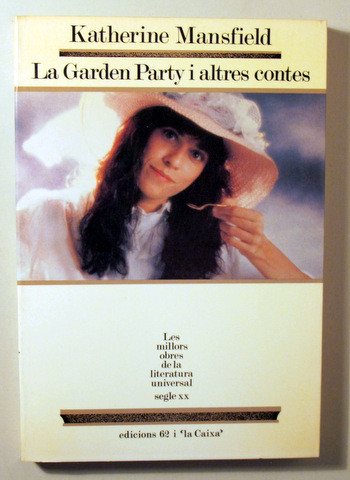 Katherine Mansfield
La Garden Party i altres contes
Les
millors
obres
de la
literatura
universal
segle xx
edicions 62 i "la Caixa"